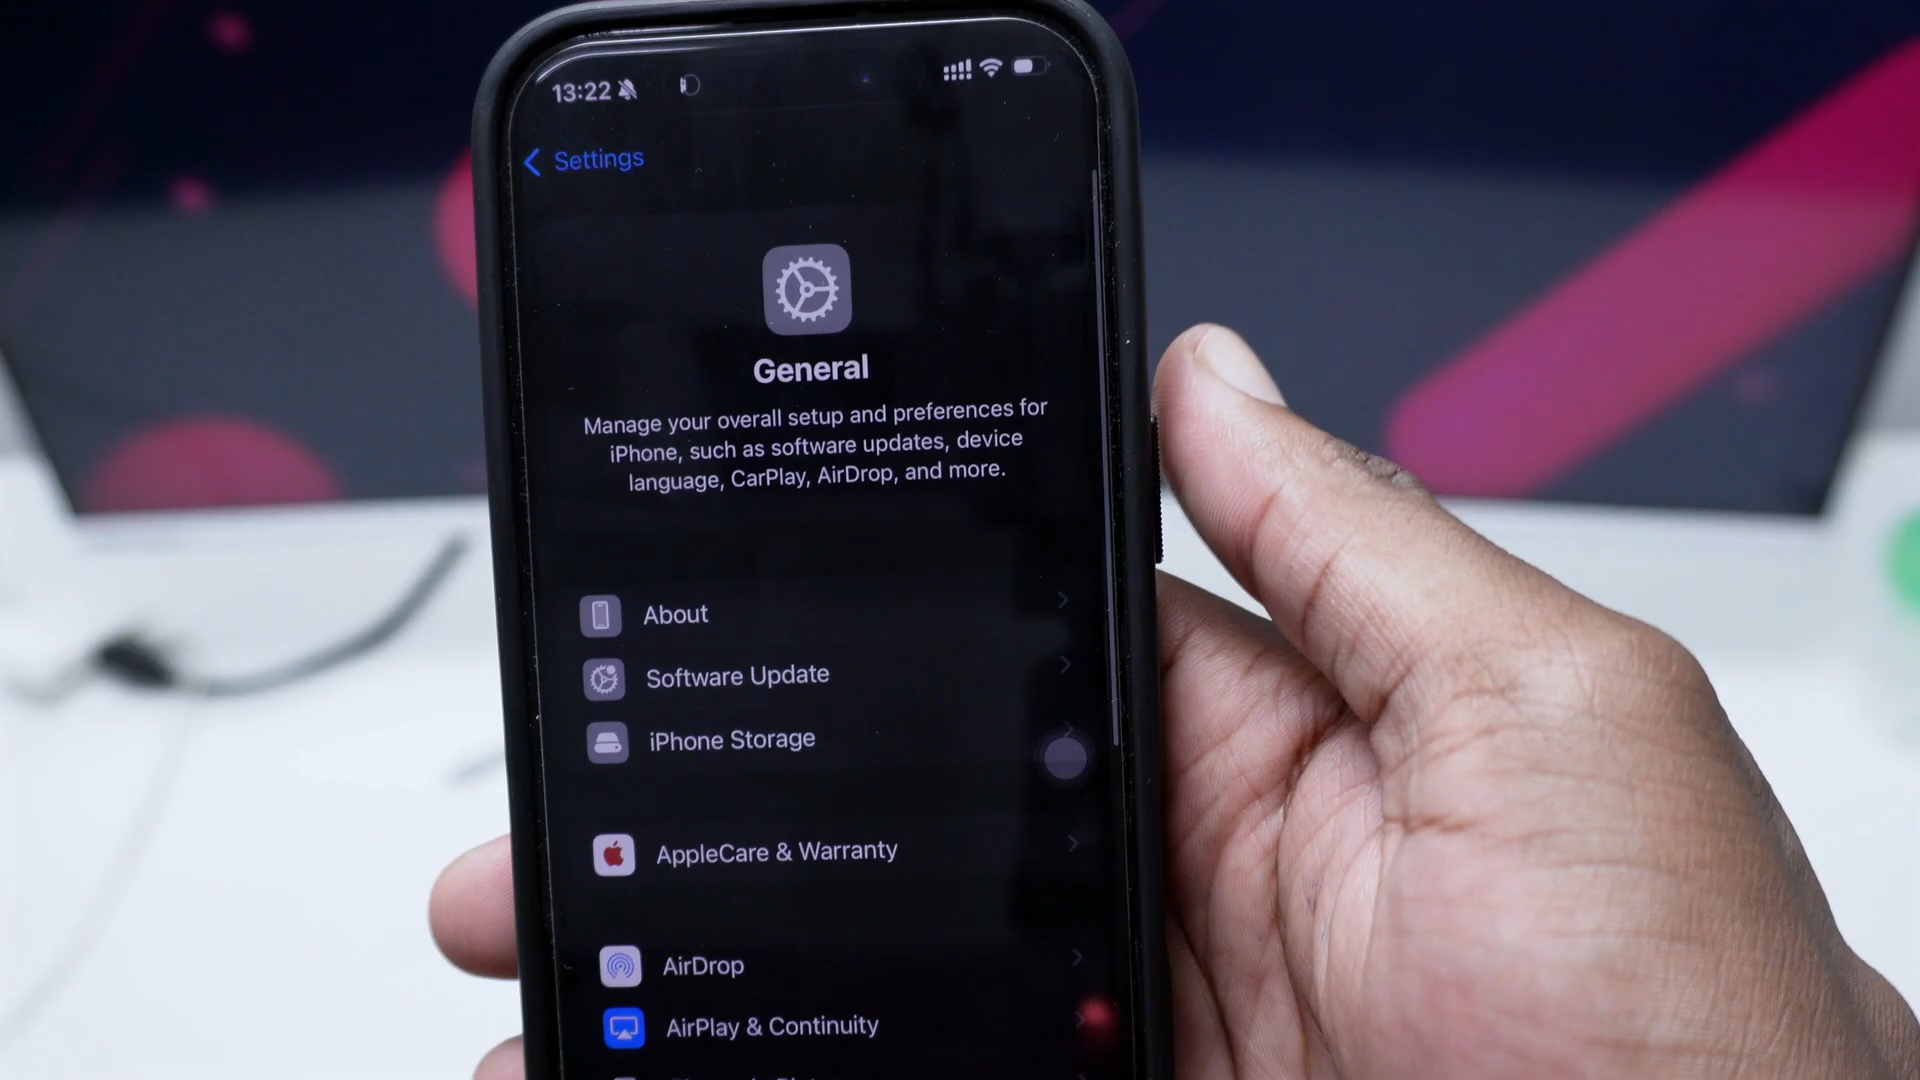 13:22
Settings
General
Manage your overall setup and preferences for
iPhone, such as software updates, device
language, CarPlay, AirDrop, and more.
About
Software Update
iPhone Storage
AppleCare & Warranty
AirDrop
AirPlay & Continuity